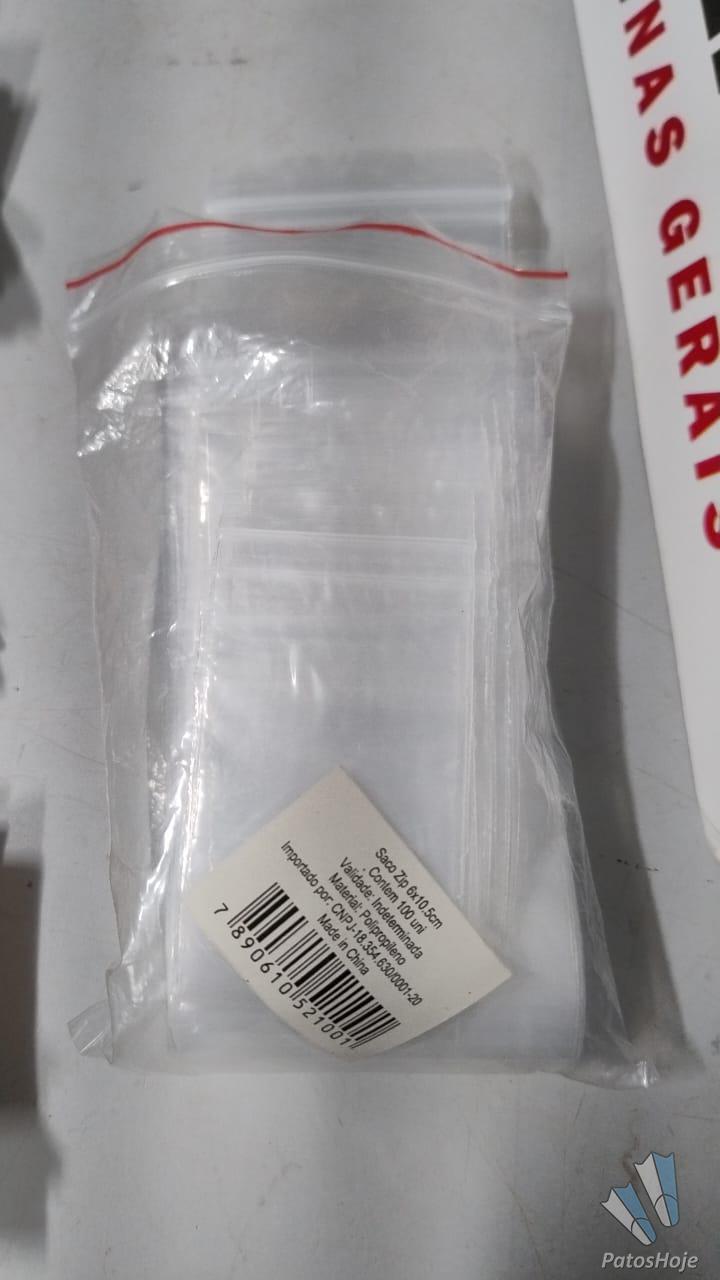 NAS GERAIS
Saco Zip 6x10.5cm
Contem 100 uni
Validade: Indeterminada
Material: Polipropileno
Importado por: CNPJ-18.354.630/0001-20
Made in China
7 890610 521001
PatosHoje